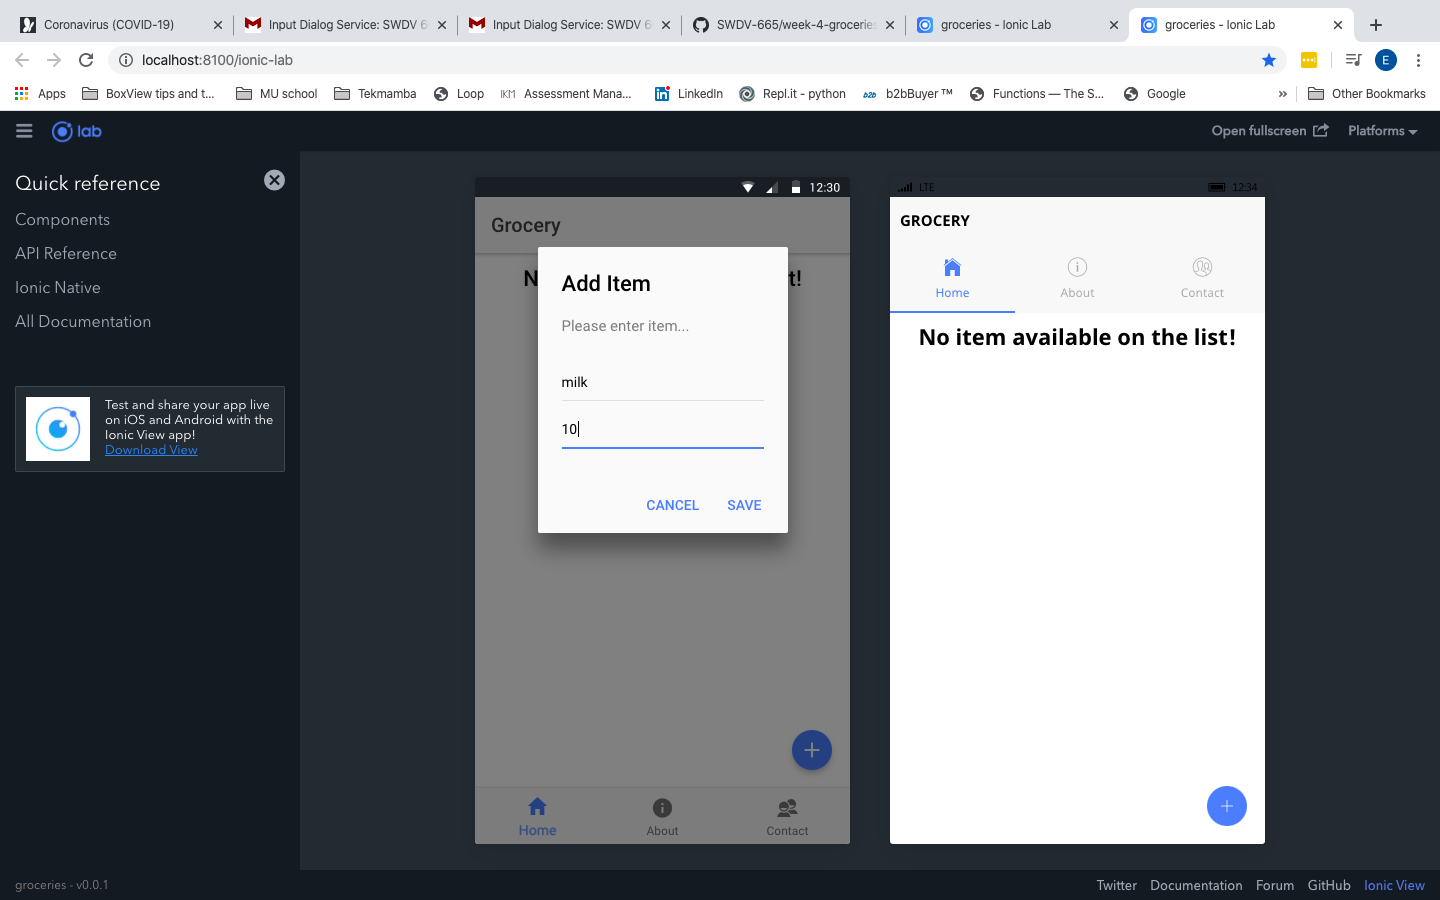 Coronavirus (COVID-19)
Input Dialog Service: SWDV 6
Input Dialog Service: SWDV 6
SWDV-665/week-4-groceries
groceries - Ionic Lab
groceries - Ionic Lab
localhost:8100/ionic-lab
E
Apps
BoxView tips and t...
MU school
Tekmamba
Loop
IKM Assessment Mana...
LinkedIn
Repl.it - python
b2b b2bBuyer ™
Functions — The S...
Google
»
Other Bookmarks
lab
Open fullscreen
Platforms
Quick reference
Components
API Reference
Ionic Native
All Documentation
Test and share your app live
on iOS and Android with the
Ionic View app!
Download View
12:30
Grocery
N
t!
Add Item
Please enter item...
milk
10
CANCEL
SAVE
Home
About
Contact
LTE
12:34
GROCERY
Home
About
Contact
No item available on the list!
groceries - v0.0.1
Twitter
Documentation
Forum
GitHub
Ionic View